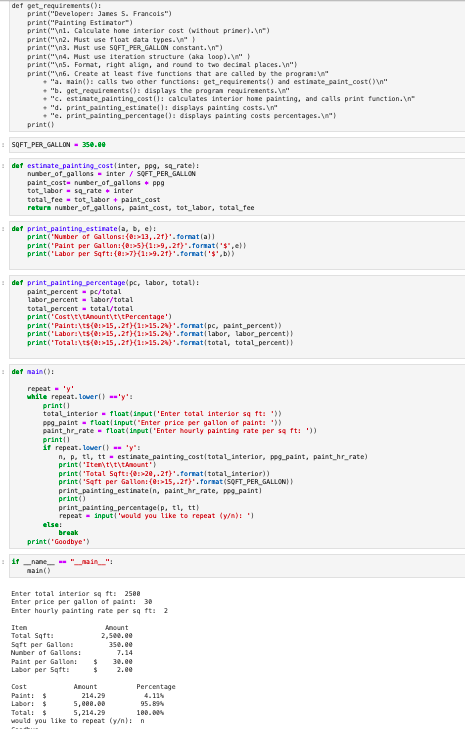 def get_requirements():
    print("Developer: James S. Francois")
    print("Painting Estimator")
    print("\n1. Calculate home interior cost (without primer).\n")
    print("\n2. Must use float data types.\n" )
    print("\n3. Must use SQFT_PER_GALLON constant.\n")
    print("\n4. Must use iteration structure (aka loop).\n" )
    print("\n5. Format, right align, and round to two decimal places.\n")
    print("\n6. Create at least five functions that are called by the program:\n"
        + "a. main(): calls two other functions: get_requirements() and estimate_paint_cost()\n"
        + "b. get_requirements(): displays the program requirements.\n"
        + "c. estimate_painting_cost(): calculates interior home painting, and calls print function.\n"
        + "d. print_painting_estimate(): displays painting costs.\n"
        + "e. print_painting_percentage(): displays painting costs percentages.\n")
    print()
: SQFT_PER_GALLON = 350.00
: def estimate_painting_cost(inter, ppg, sq_rate):
    number_of_gallons = inter / SQFT_PER_GALLON
    paint_cost= number_of_gallons * ppg
    tot_labor = sq_rate * inter
    total_fee = tot_labor + paint_cost
    return number_of_gallons, paint_cost, tot_labor, total_fee
: def print_painting_estimate(a, b, e):
    print('Number of Gallons:{0:>13,.2f}'.format(a))
    print('Paint per Gallon:{0:>5}{1:>9,.2f}'.format('$',e))
    print('Labor per Sqft:{0:>7}{1:>9.2f}'.format('$',b))
: def print_painting_percentage(pc, labor, total):
    paint_percent = pc/total
    labor_percent = labor/total
    total_percent = total/total
    print('Cost\t\tAmount\t\tPercentage')
    print('Paint:\t${0:>15,.2f}{1:>15.2%}'.format(pc, paint_percent))
    print('Labor:\t${0:>15,.2f}{1:>15.2%}'.format(labor, labor_percent))
    print('Total:\t${0:>15,.2f}{1:>15.2%}'.format(total, total_percent))
: def main():
    repeat = 'y'
    while repeat.lower() =='y':
        print()
        total_interior = float(input('Enter total interior sq ft: '))
        ppg_paint = float(input('Enter price per gallon of paint: '))
        paint_hr_rate = float(input('Enter hourly painting rate per sq ft: '))
        print()
        if repeat.lower() == 'y':
            n, p, tl, tt = estimate_painting_cost(total_interior, ppg_paint, paint_hr_rate)
            print('Item\t\t\tAmount')
            print('Total Sqft:{0:>20,.2f}'.format(total_interior))
            print('Sqft per Gallon:{0:>15,.2f}'.format(SQFT_PER_GALLON))
            print_painting_estimate(n, paint_hr_rate, ppg_paint)
            print()
            print_painting_percentage(p, tl, tt)
            repeat = input('would you like to repeat (y/n): ')
        else:
            break
    print('Goodbye')
: if __name__ == "__main__":
    main()
Enter total interior sq ft:  2500
Enter price per gallon of paint:  30
Enter hourly painting rate per sq ft:  2
Item                    Amount
Total Sqft:            2,500.00
Sqft per Gallon:         350.00
Number of Gallons:         7.14
Paint per Gallon:    $    30.00
Labor per Sqft:      $     2.00
Cost            Amount          Percentage
Paint:  $         214.29          4.11%
Labor:  $       5,000.00         95.89%
Total:  $       5,214.29        100.00%
would you like to repeat (y/n):  n